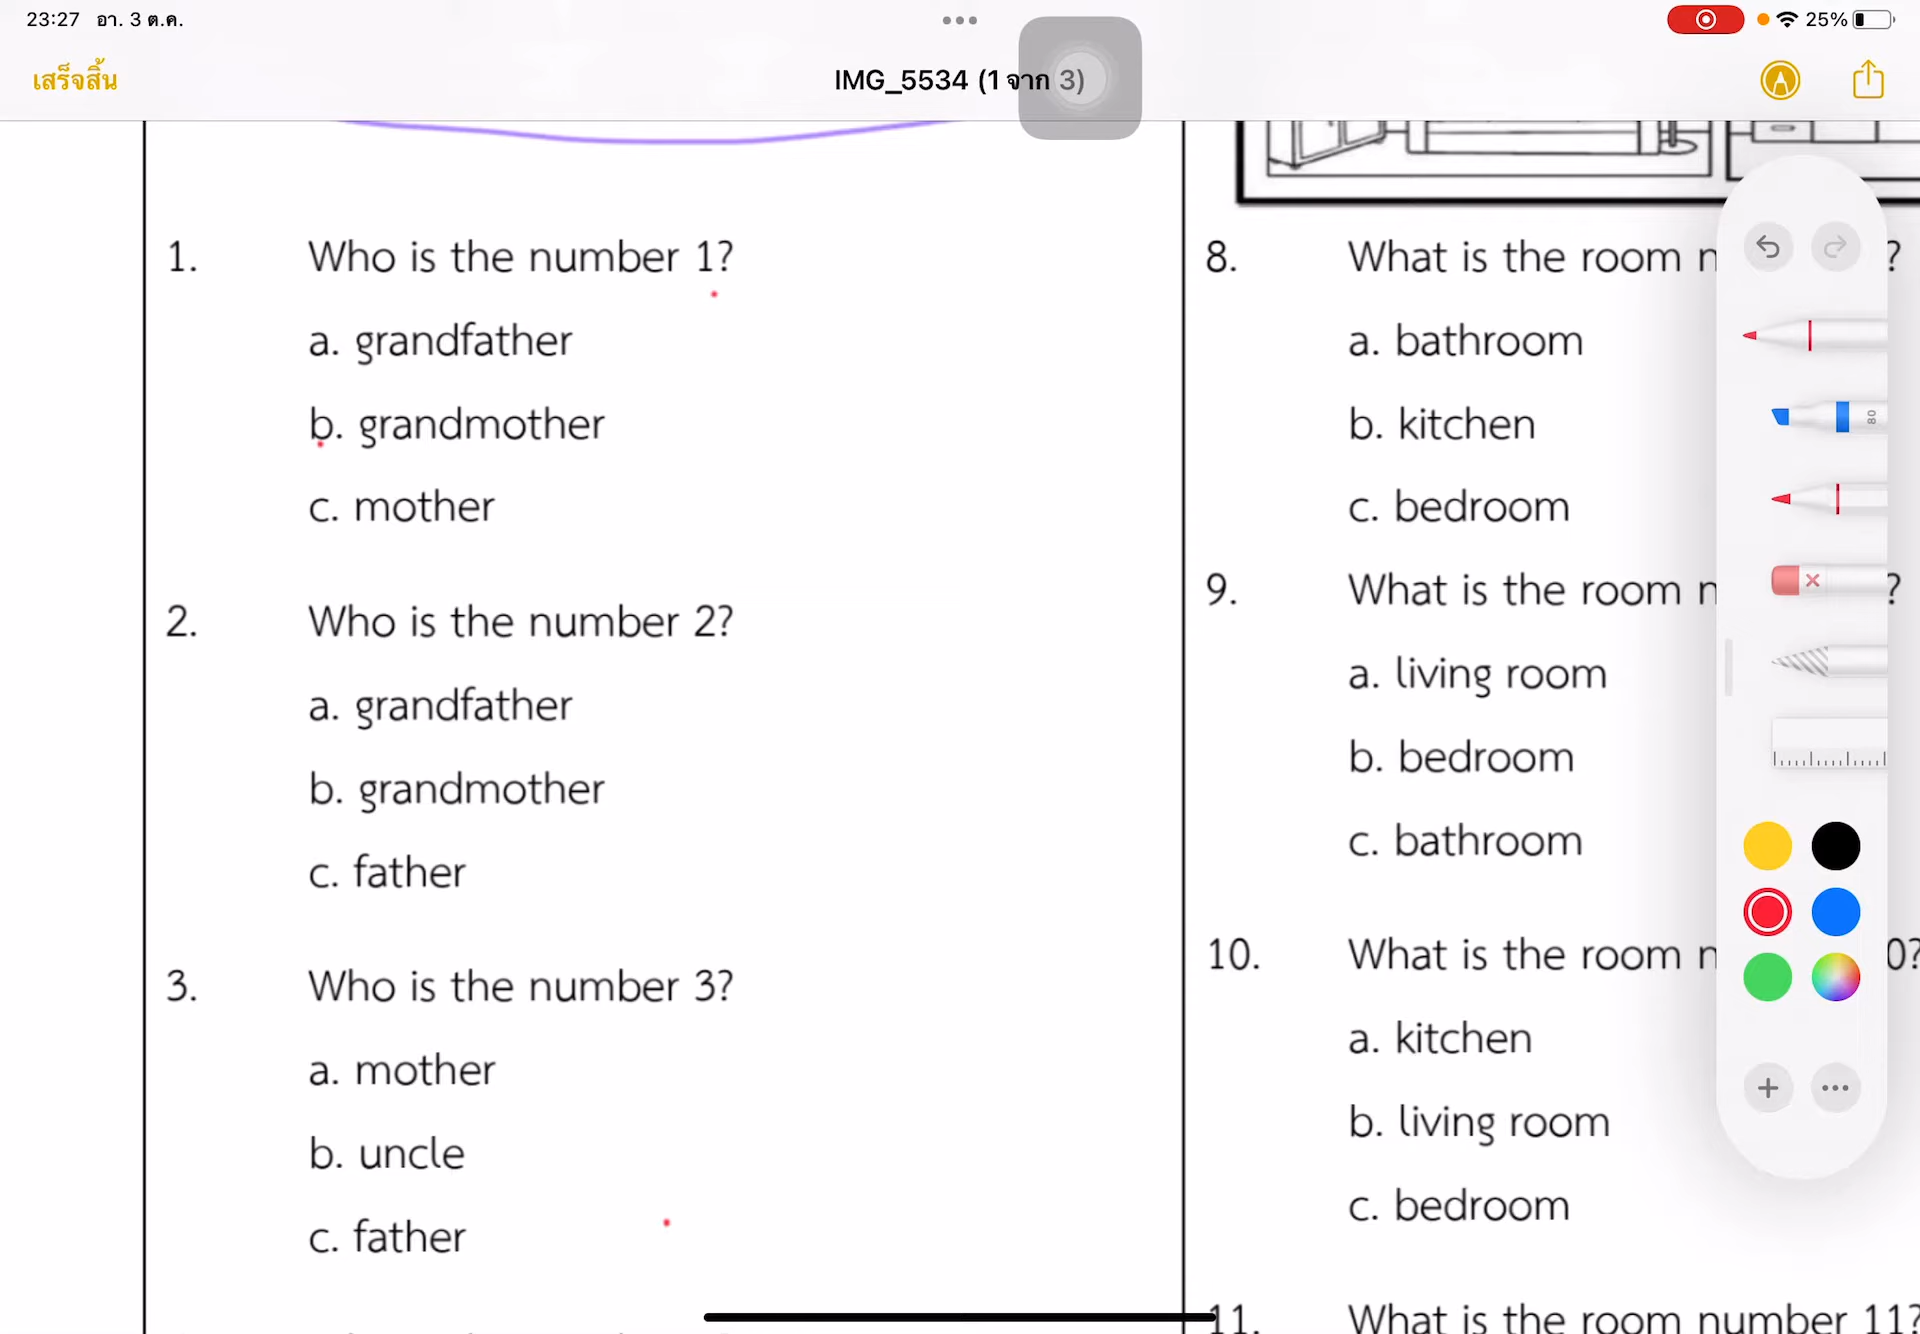 23:27 อา. 3 ต.ค.
25%
เสร็จสิ้น
IMG_5534 (1 จาก 3)
1. Who is the number 1?
a. grandfather
b. grandmother
c. mother
2. Who is the number 2?
a. grandfather
b. grandmother
c. father
3. Who is the number 3?
a. mother
b. uncle
c. father
8. What is the room n ?
a. bathroom
b. kitchen
c. bedroom
9. What is the room n ?
a. living room
b. bedroom
c. bathroom
10. What is the room n 0?
a. kitchen
b. living room
c. bedroom
11. What is the room number 11?
80